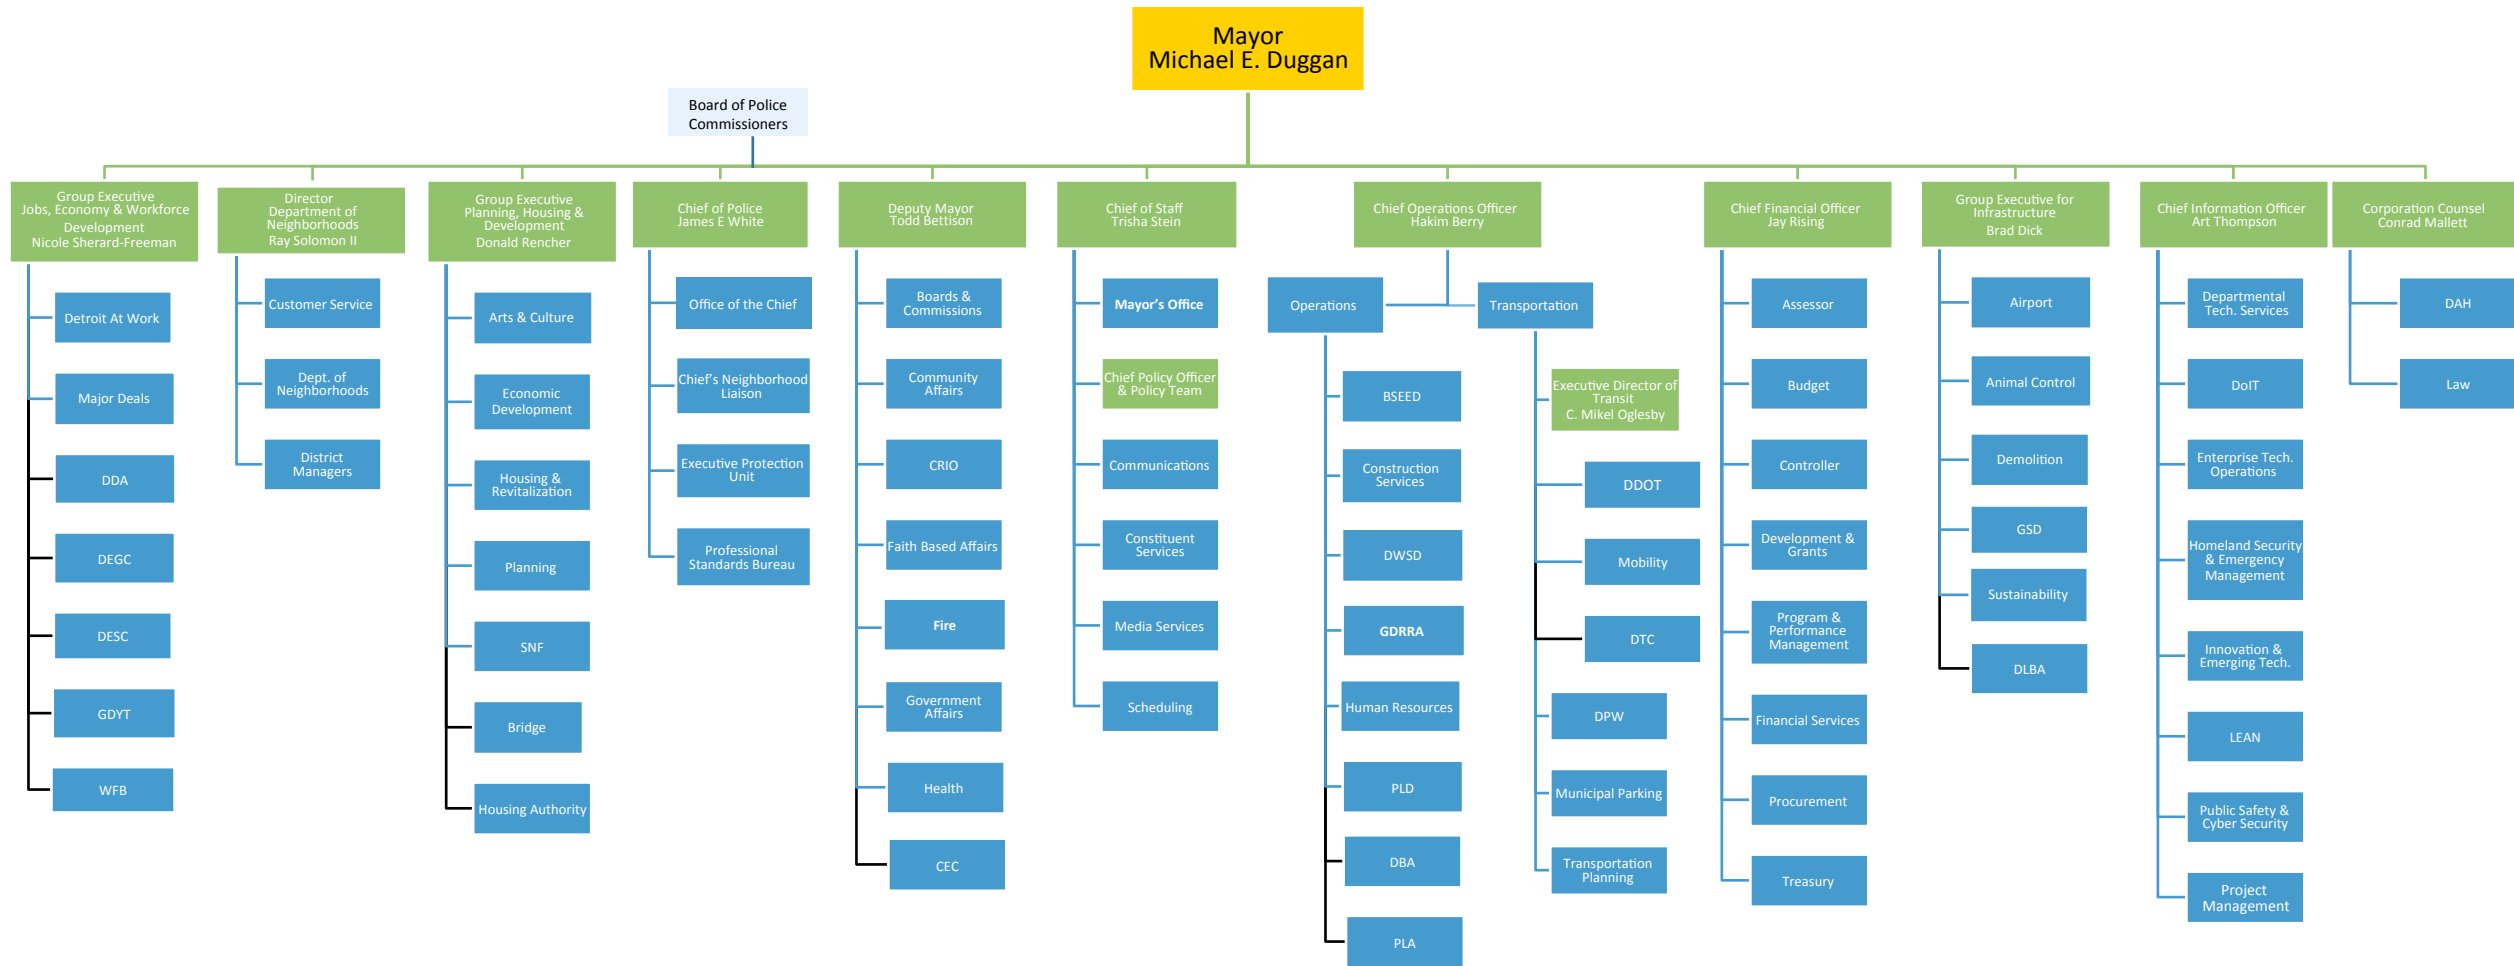 Mayor
Michael E. Duggan
Board of Police
Commissioners
Group Executive
Jobs, Economy & Workforce
Development
Nicole Sherard-Freeman
Detroit At Work
Major Deals
DDA
DEGC
DESC
GDYT
WFB
Director
Department of
Neighborhoods
Ray Solomon II
Customer Service
Dept. of
Neighborhoods
District
Managers
Group Executive
Planning, Housing &
Development
Donald Rencher
Arts & Culture
Economic
Development
Housing &
Revitalization
Planning
SNF
Bridge
Housing Authority
Chief of Police
James E White
Office of the Chief
Chief's Neighborhood
Liaison
Executive Protection
Unit
Professional
Standards Bureau
Deputy Mayor
Todd Bettison
Boards &
Commissions
Community
Affairs
CRIO
Faith Based Affairs
Fire
Government
Affairs
Health
CEC
Chief of Staff
Trisha Stein
Mayor's Office
Chief Policy Officer
& Policy Team
Communications
Constituent
Services
Media Services
Scheduling
Chief Operations Officer
Hakim Berry
Operations
BSEED
Construction
Services
DWSD
GDRRA
Human Resources
PLD
DBA
PLA
Transportation
Executive Director of
Transit
C. Mikel Oglesby
DDOT
Mobility
DTC
DPW
Municipal Parking
Transportation
Planning
Chief Financial Officer
Jay Rising
Assessor
Budget
Controller
Development &
Grants
Program &
Performance
Management
Financial Services
Procurement
Treasury
Group Executive for
Infrastructure
Brad Dick
Airport
Animal Control
Demolition
GSD
Sustainability
DLBA
Chief Information Officer
Art Thompson
Departmental
Tech. Services
DoIT
Enterprise Tech.
Operations
Homeland Security
& Emergency
Management
Innovation &
Emerging Tech.
LEAN
Public Safety &
Cyber Security
Project
Management
Corporation Counsel
Conrad Mallett
DAH
Law